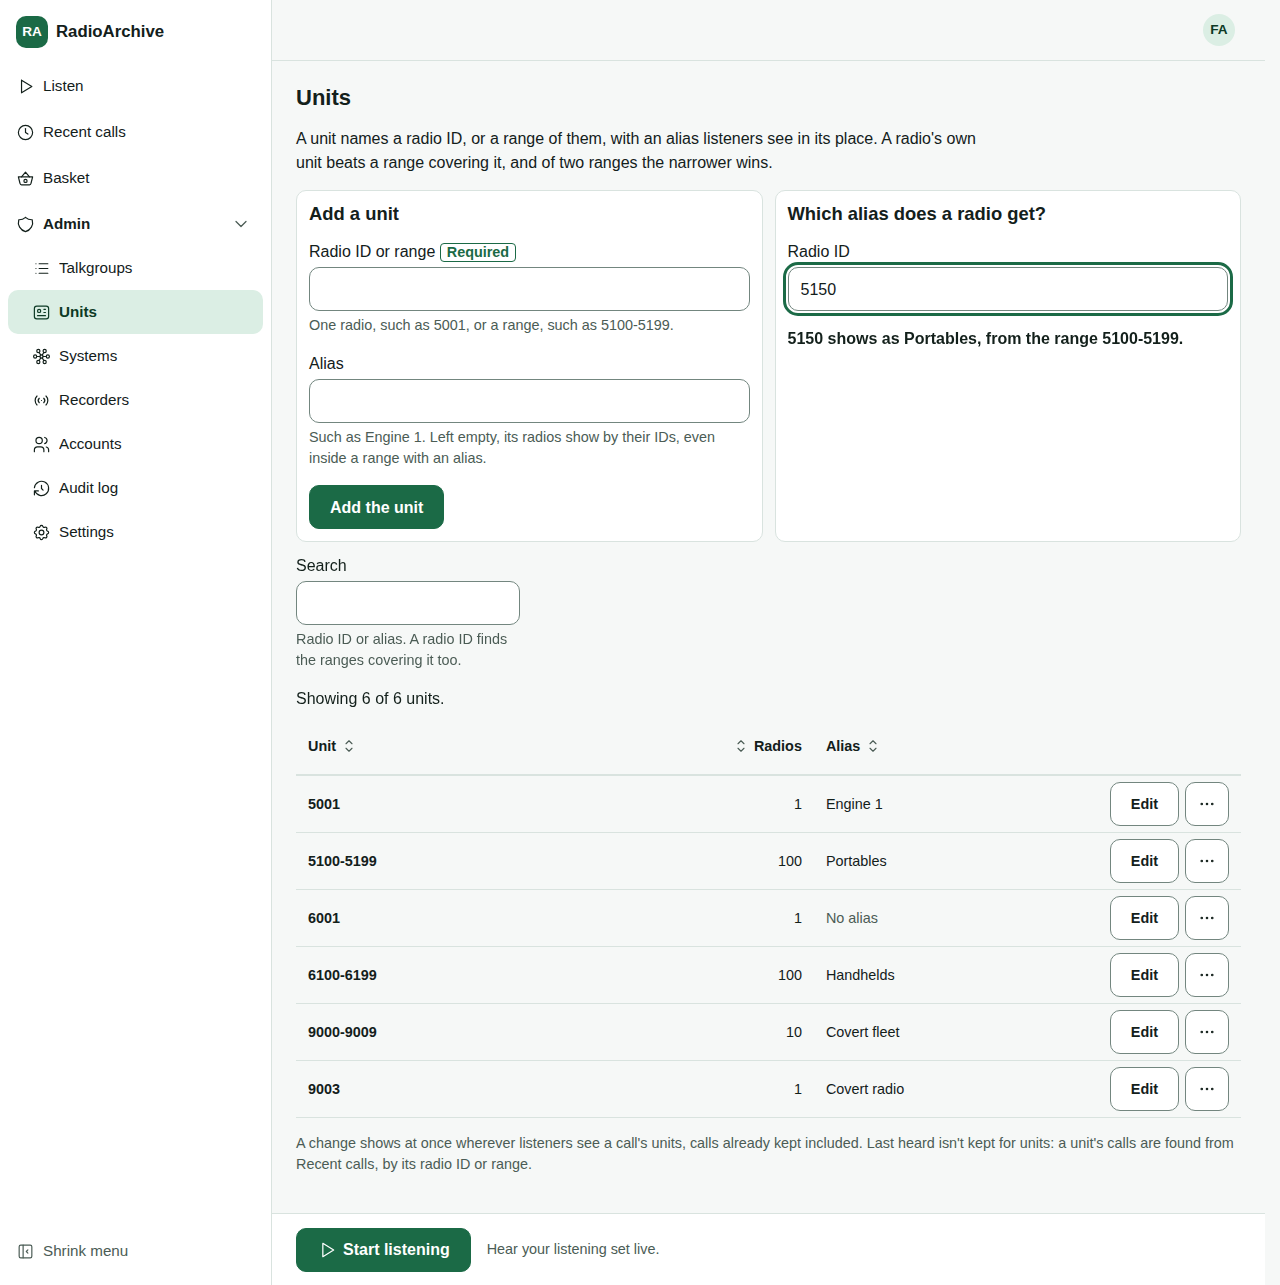 RA RadioArchive
FA
Listen
Recent calls
Basket
Admin
Talkgroups
Units
Systems
Recorders
Accounts
Audit log
Settings
Shrink menu
Units
A unit names a radio ID, or a range of them, with an alias listeners see in its place. A radio's own
unit beats a range covering it, and of two ranges the narrower wins.
Add a unit
Radio ID or range Required
One radio, such as 5001, or a range, such as 5100-5199.
Alias
Such as Engine 1. Left empty, its radios show by their IDs, even
inside a range with an alias.
Add the unit
Which alias does a radio get?
Radio ID
5150
5150 shows as Portables, from the range 5100-5199.
Search
Radio ID or alias. A radio ID finds
the ranges covering it too.
Showing 6 of 6 units.
Unit Radios Alias
5001 1 Engine 1 Edit
5100-5199 100 Portables Edit
6001 1 No alias Edit
6100-6199 100 Handhelds Edit
9000-9009 10 Covert fleet Edit
9003 1 Covert radio Edit
A change shows at once wherever listeners see a call's units, calls already kept included. Last heard isn't kept for units: a unit's calls are found from
Recent calls, by its radio ID or range.
Start listening Hear your listening set live.